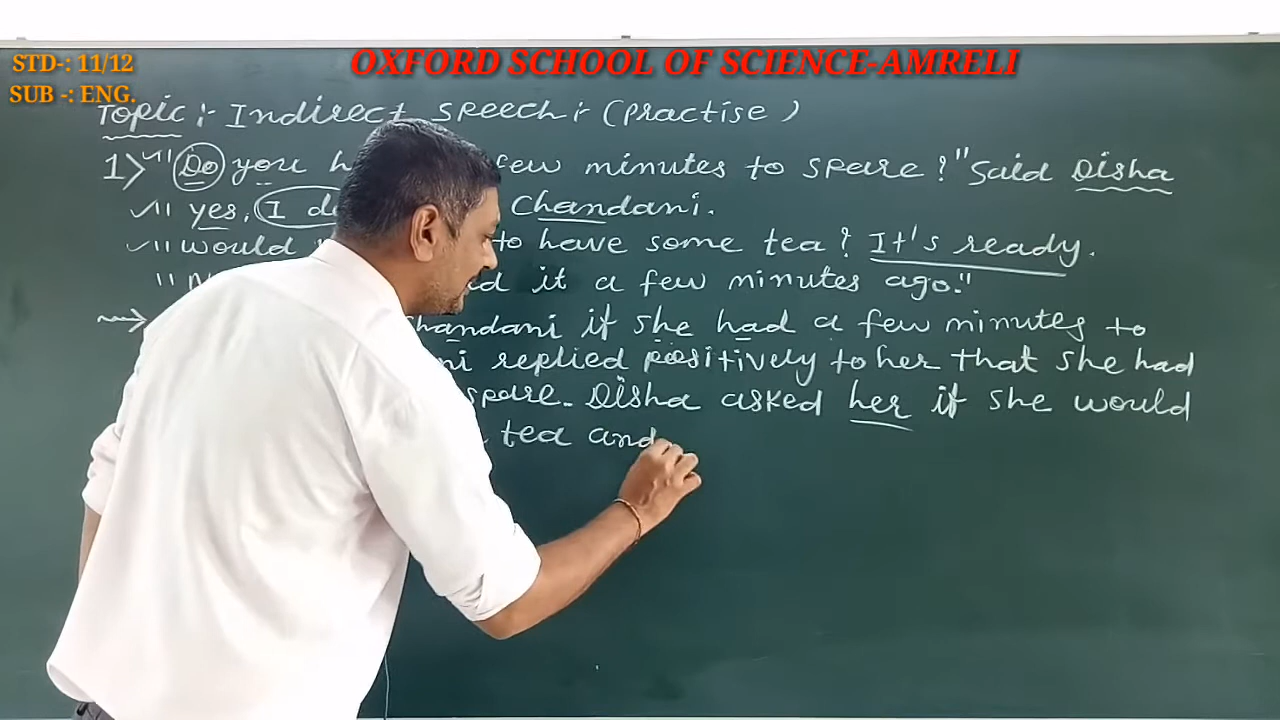 STD-: 11/12
SUB -: ENG.
OXFORD SCHOOL OF SCIENCE-AMRELI
Topic :- Indirect speech :- (Practise)
1> "Do you few minutes to spare?" Said Disha
"yes, I Chandani.
"would to have some tea? It's ready.
it a few minutes ago."
Chandani if she had a few minutes to
replied positively to her that she had
spare. Disha asked her if she would
tea and